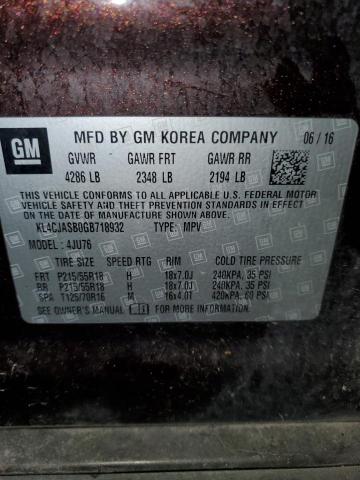 GM
MFD BY GM KOREA COMPANY 06 / 16
GVWR GAWR FRT GAWR RR
4286 LB 2348 LB 2194 LB
THIS VEHICLE CONFORMS TO ALL APPLICABLE U.S. FEDERAL MOTOR
VEHICLE SAFETY AND THEFT PREVENTION STANDARDS IN EFFECT ON
THE DATE OF MANUFACTURE SHOWN ABOVE.
KL4CJASB0GB718932 TYPE: MPV
MODEL: 4JU76
TIRE SIZE SPEED RTG RIM COLD TIRE PRESSURE
FRT P215/55R18 H 18x7.0J 240KPA, 35 PSI
RR P215/55R18 H 18x7.0J 240KPA, 35 PSI
SPA T125/70R16 M 16x4.0T 420KPA, 60 PSI
SEE OWNER'S MANUAL FOR MORE INFORMATION.